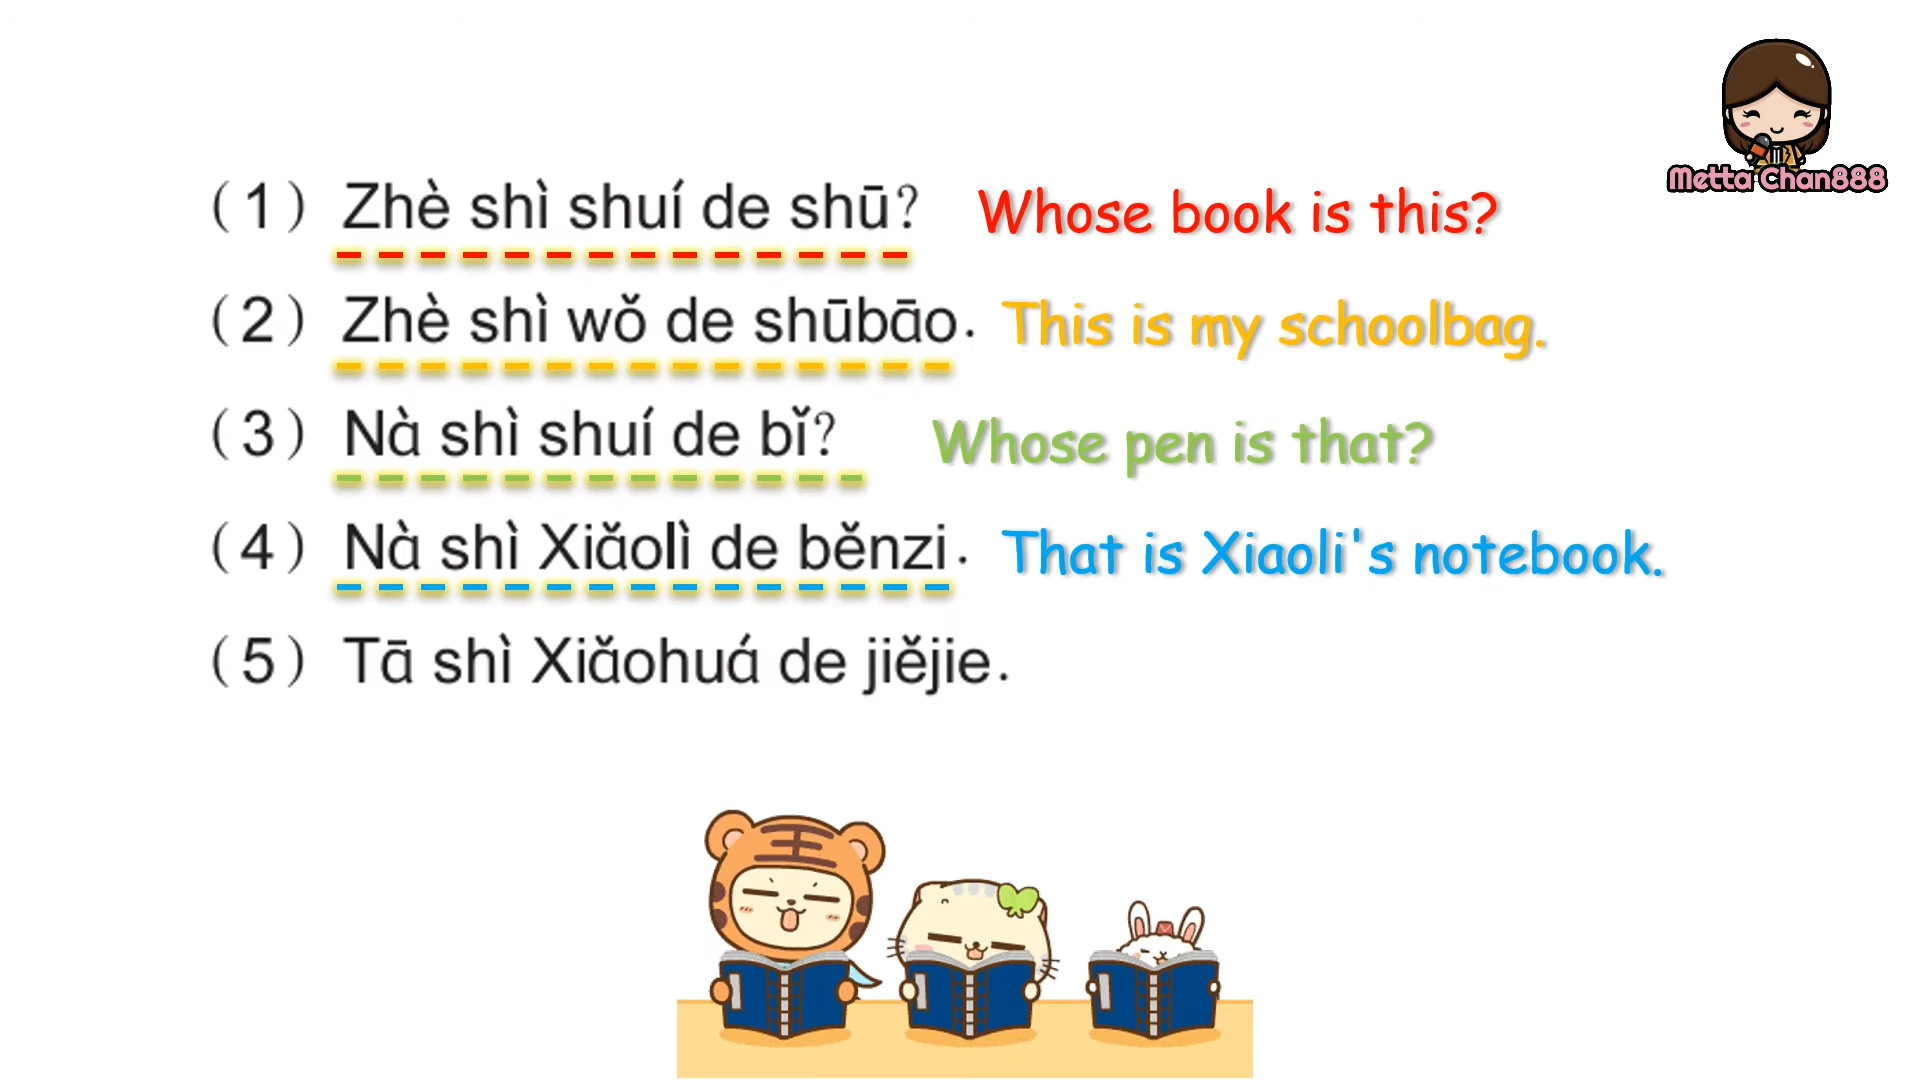 Metta Chan888
(1) Zhè shì shuí de shū? Whose book is this?
(2) Zhè shì wǒ de shūbāo. This is my schoolbag.
(3) Nà shì shuí de bǐ? Whose pen is that?
(4) Nà shì Xiǎolì de běnzi. That is Xiaoli's notebook.
(5) Tā shì Xiǎohuá de jiějie.
王